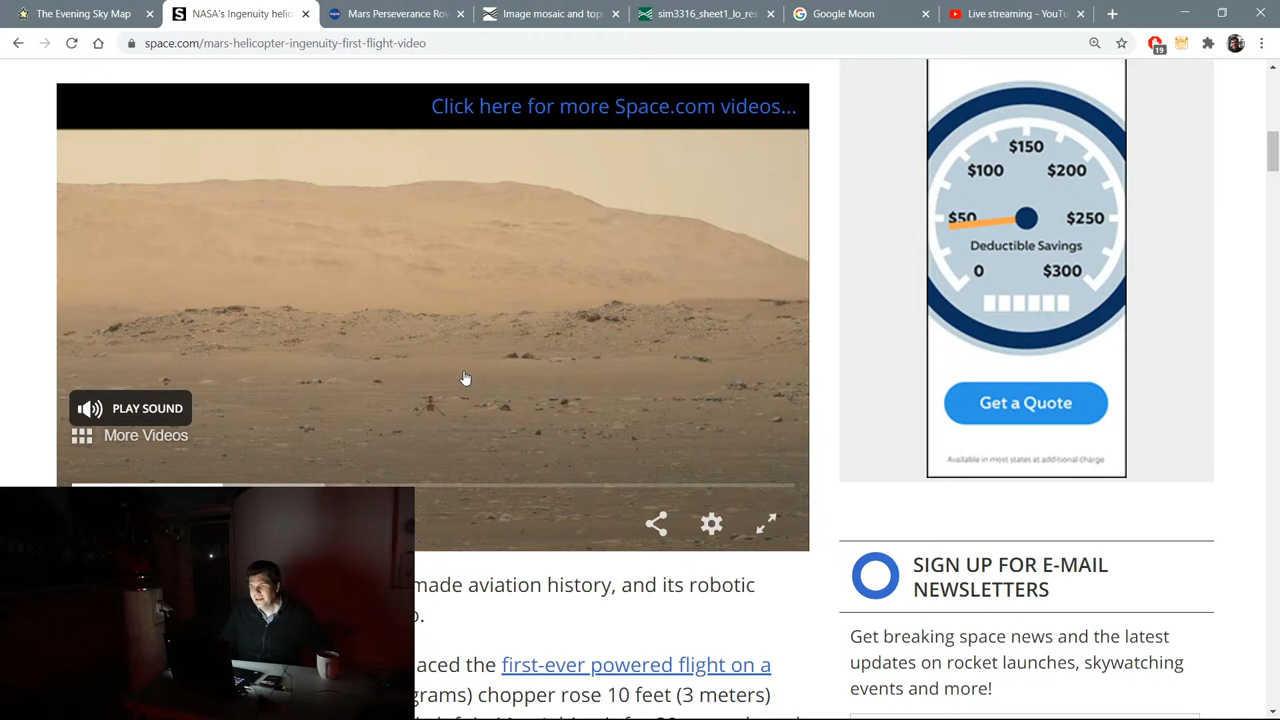 The Evening Sky Map
NASA's Ingenuity helic
Mars Perseverance Ro
Image mosaic and top
sim3316_sheet1_lo_res
Google Moon
Live streaming - YouTu
space.com/mars-helicopter-ingenuity-first-flight-video
19
Click here for more Space.com videos...
PLAY SOUND
More Videos
made aviation history, and its robotic
first-ever powered flight on a
grams) chopper rose 10 feet (3 meters)
$150
$100 $200
$50 $250
Deductible Savings
0 $300
Get a Quote
Available in most states at additional charge
SIGN UP FOR E-MAIL
NEWSLETTERS
Get breaking space news and the latest
updates on rocket launches, skywatching
events and more!